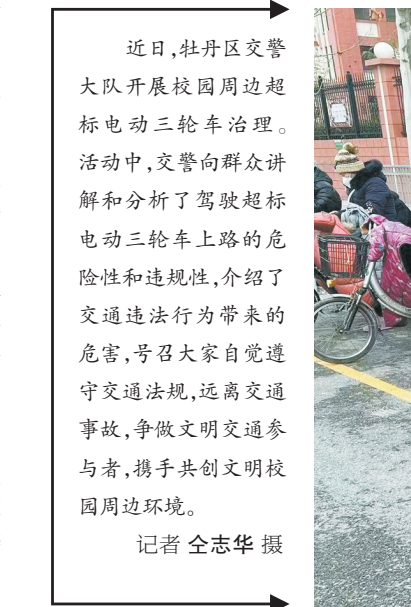 近日,牡丹区交警
大队开展校园周边超
标电动三轮车治理。
活动中,交警向群众讲
解和分析了驾驶超标
电动三轮车上路的危
险性和违规性,介绍了
交通违法行为带来的
危害,号召大家自觉遵
守交通法规,远离交通
事故,争做文明交通参
与者,携手共创文明校
园周边环境。
记者 仝志华 摄